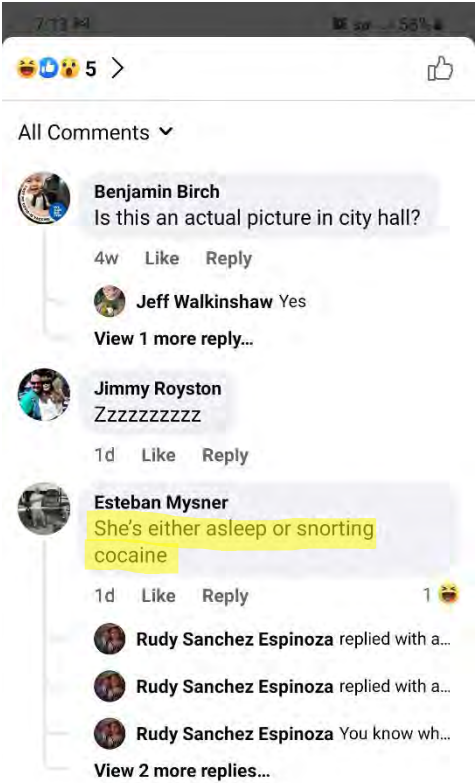 5
All Comments
Benjamin Birch
Is this an actual picture in city hall?
4w Like Reply
Jeff Walkinshaw Yes
View 1 more reply...
Jimmy Royston
Zzzzzzzzzz
1d Like Reply
Esteban Mysner
She's either asleep or snorting
cocaine
1d Like Reply 1
Rudy Sanchez Espinoza replied with a...
Rudy Sanchez Espinoza replied with a...
Rudy Sanchez Espinoza You know wh...
View 2 more replies...